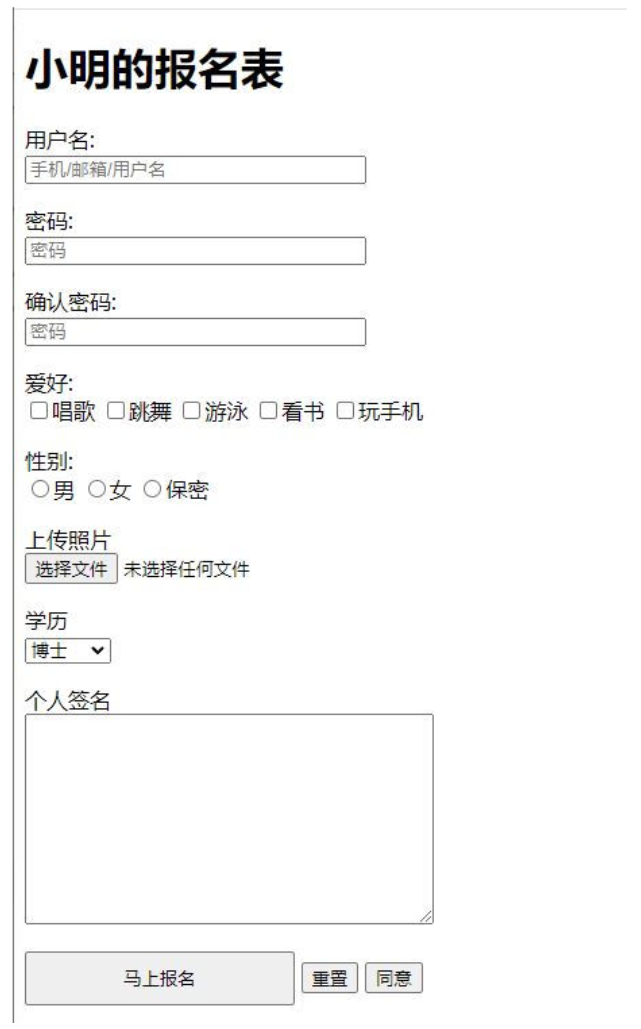 小明的报名表
用户名:
手机/邮箱/用户名
密码:
密码
确认密码:
密码
爱好:
唱歌 跳舞 游泳 看书 玩手机
性别:
男 女 保密
上传照片
选择文件 未选择任何文件
学历
博士
个人签名
马上报名 重置 同意